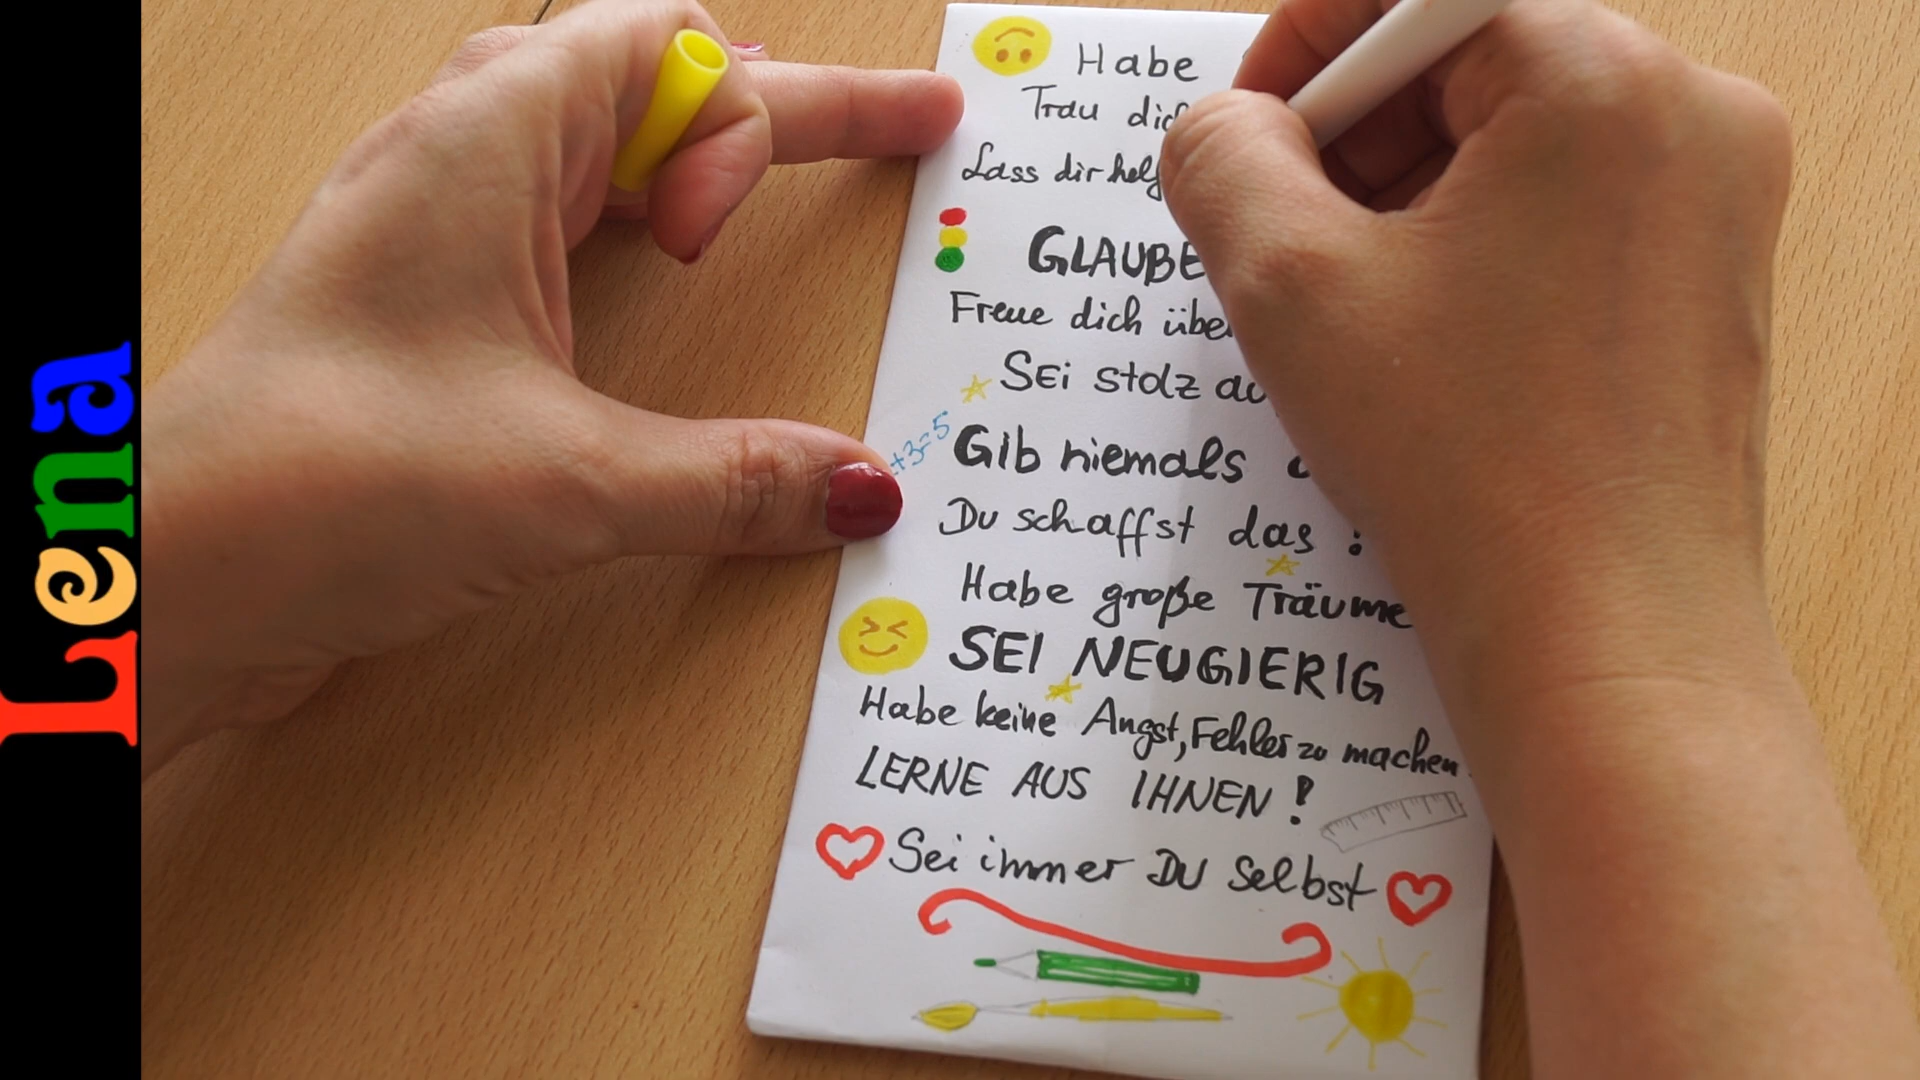 Lena
Habe
Trau dich
Lass dir
GLAUBE
Freue dich
Sei stolz
+3=5
Gib niemals
Du schaffst das!
Habe große Träume
SEI NEUGIERIG
Habe keine Angst, Fehler zu machen.
LERNE AUS IHNEN!
Sei immer DU selbst